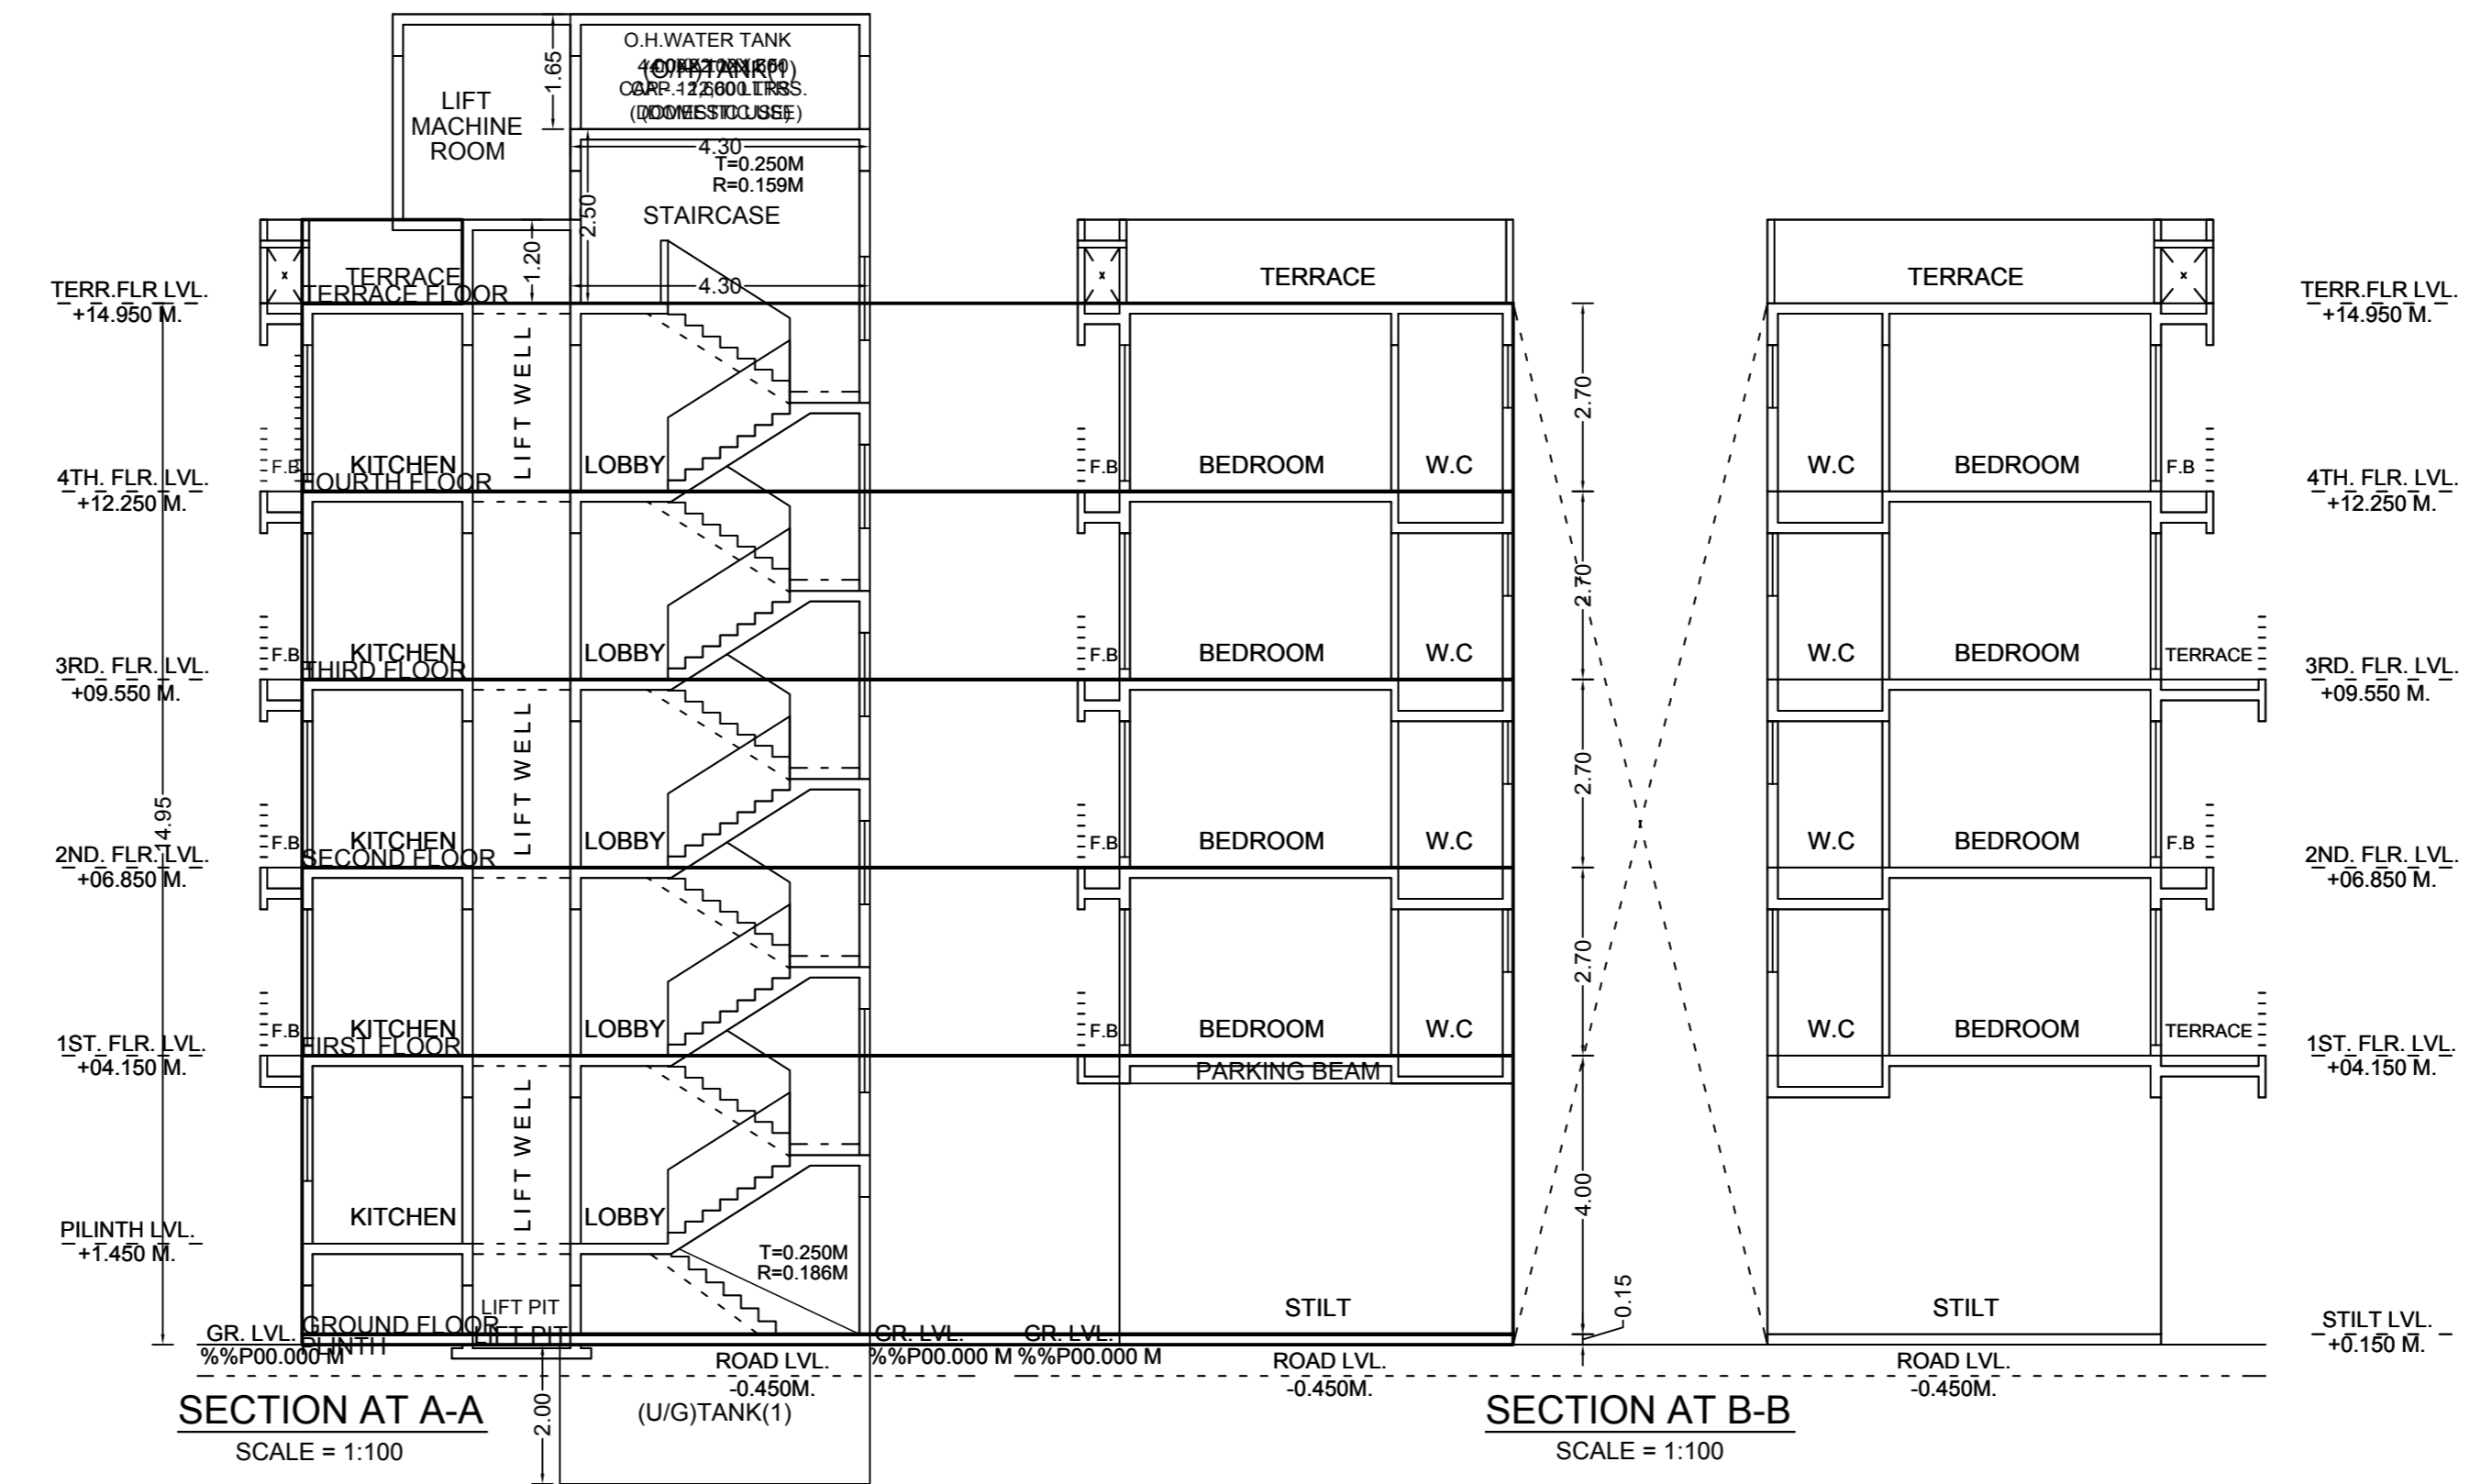 O.H.WATER TANK
(O/H)TANK(1)
(DOMESTIC USE)
1.65
LIFT
MACHINE
ROOM
4.30
T=0.250M
R=0.159M
STAIRCASE
2.50
1.20
4.30
TERRACE
TERRACE FLOOR
TERRACE
TERRACE
TERR.FLR LVL.
+14.950 M.
TERR.FLR LVL.
+14.950 M.
LIFT WELL
2.70
F.B
KITCHEN
LOBBY
F.B
BEDROOM
W.C
W.C
BEDROOM
F.B
FOURTH FLOOR
4TH. FLR. LVL.
+12.250 M.
4TH. FLR. LVL.
+12.250 M.
2.70
F.B
KITCHEN
LOBBY
F.B
BEDROOM
W.C
W.C
BEDROOM
TERRACE
THIRD FLOOR
3RD. FLR. LVL.
+09.550 M.
3RD. FLR. LVL.
+09.550 M.
LIFT WELL
2.70
14.95
F.B
KITCHEN
LOBBY
F.B
BEDROOM
W.C
W.C
BEDROOM
F.B
SECOND FLOOR
2ND. FLR. LVL.
+06.850 M.
2ND. FLR. LVL.
+06.850 M.
2.70
F.B
KITCHEN
LOBBY
F.B
BEDROOM
W.C
W.C
BEDROOM
TERRACE
FIRST FLOOR
1ST. FLR. LVL.
+04.150 M.
1ST. FLR. LVL.
+04.150 M.
PARKING BEAM
LIFT WELL
4.00
KITCHEN
LOBBY
PILINTH LVL.
+1.450 M.
T=0.250M
R=0.186M
0.15
LIFT PIT
STILT
STILT
GROUND FLOOR
LIFT PIT
PLINTH
GR. LVL.
%%P00.000 M
GR. LVL.
%%P00.000 M
GR. LVL.
%%P00.000 M
STILT LVL.
+0.150 M.
ROAD LVL.
-0.450M.
ROAD LVL.
-0.450M.
ROAD LVL.
-0.450M.
2.00
(U/G)TANK(1)
SECTION AT A-A
SCALE = 1:100
SECTION AT B-B
SCALE = 1:100